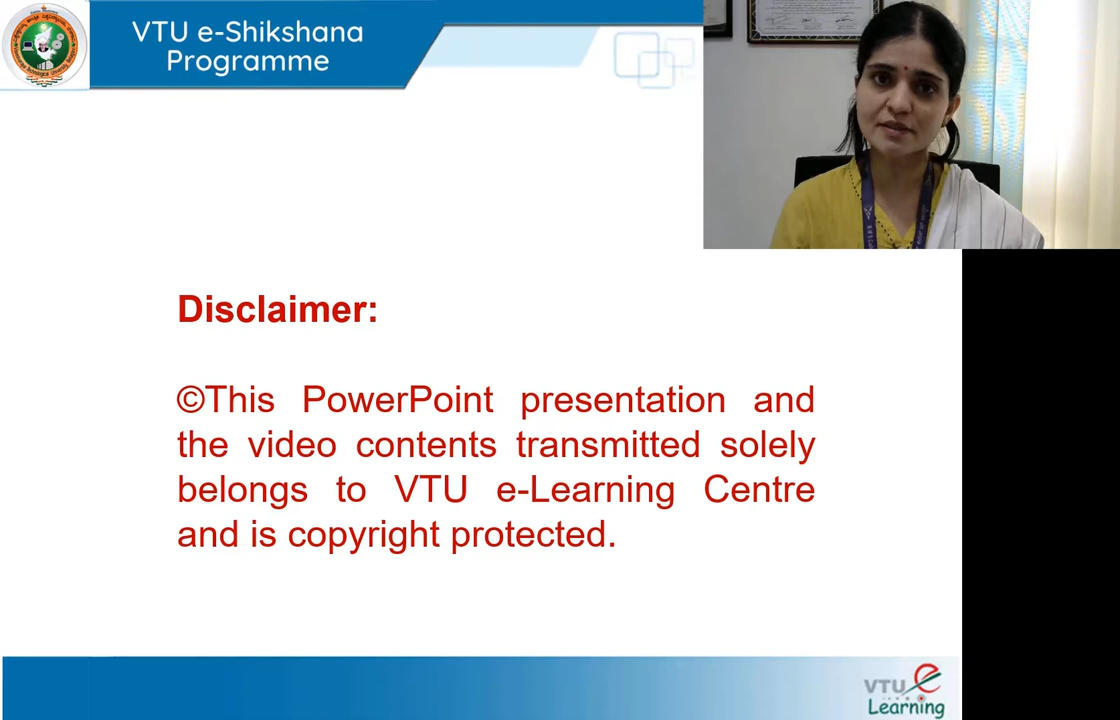 VTU e-Shikshana
Programme
Disclaimer:
©This PowerPoint presentation and
the video contents transmitted solely
belongs to VTU e-Learning Centre
and is copyright protected.
VTU e
Learning